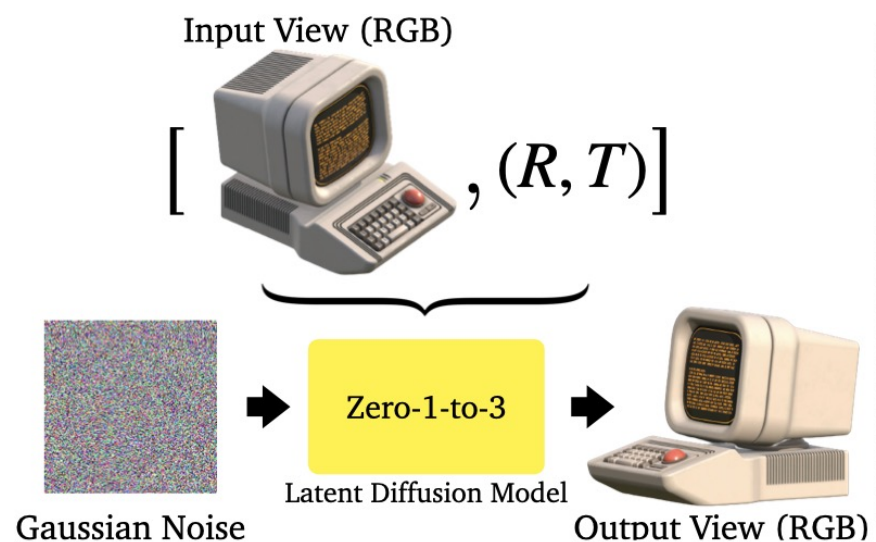 Input View (RGB)
[ , (R, T)]
Zero-1-to-3
Latent Diffusion Model
Gaussian Noise
Output View (RGB)